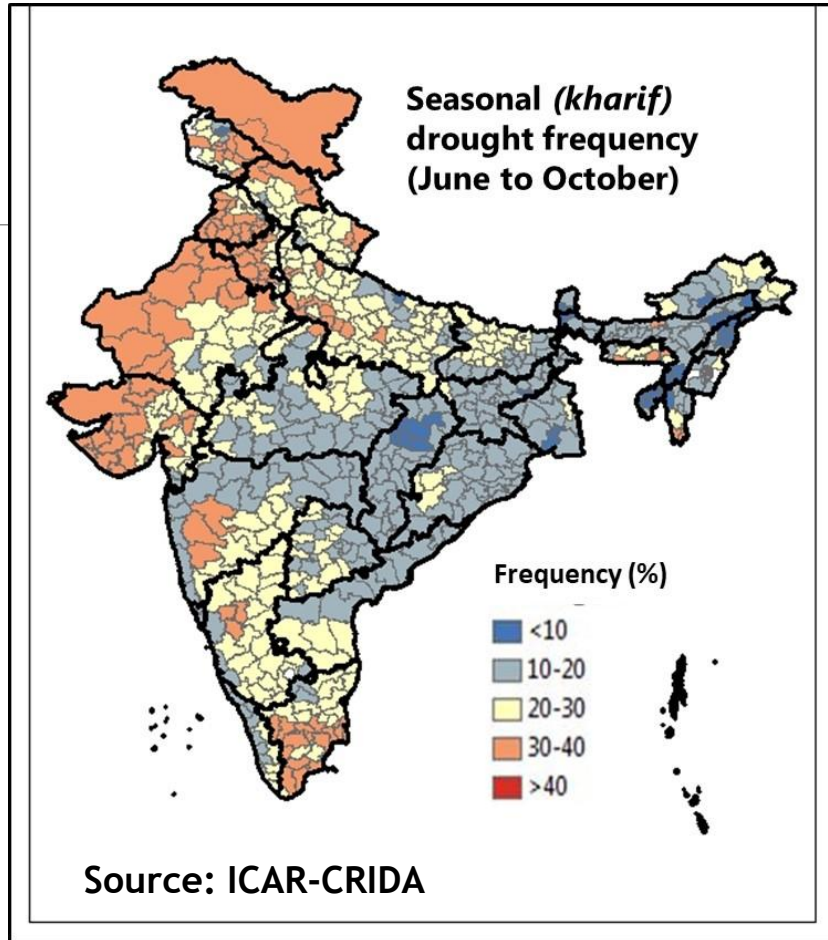 Seasonal (kharif)
drought frequency
(June to October)
Frequency (%)
<10
10-20
20-30
30-40
>40
Source: ICAR-CRIDA